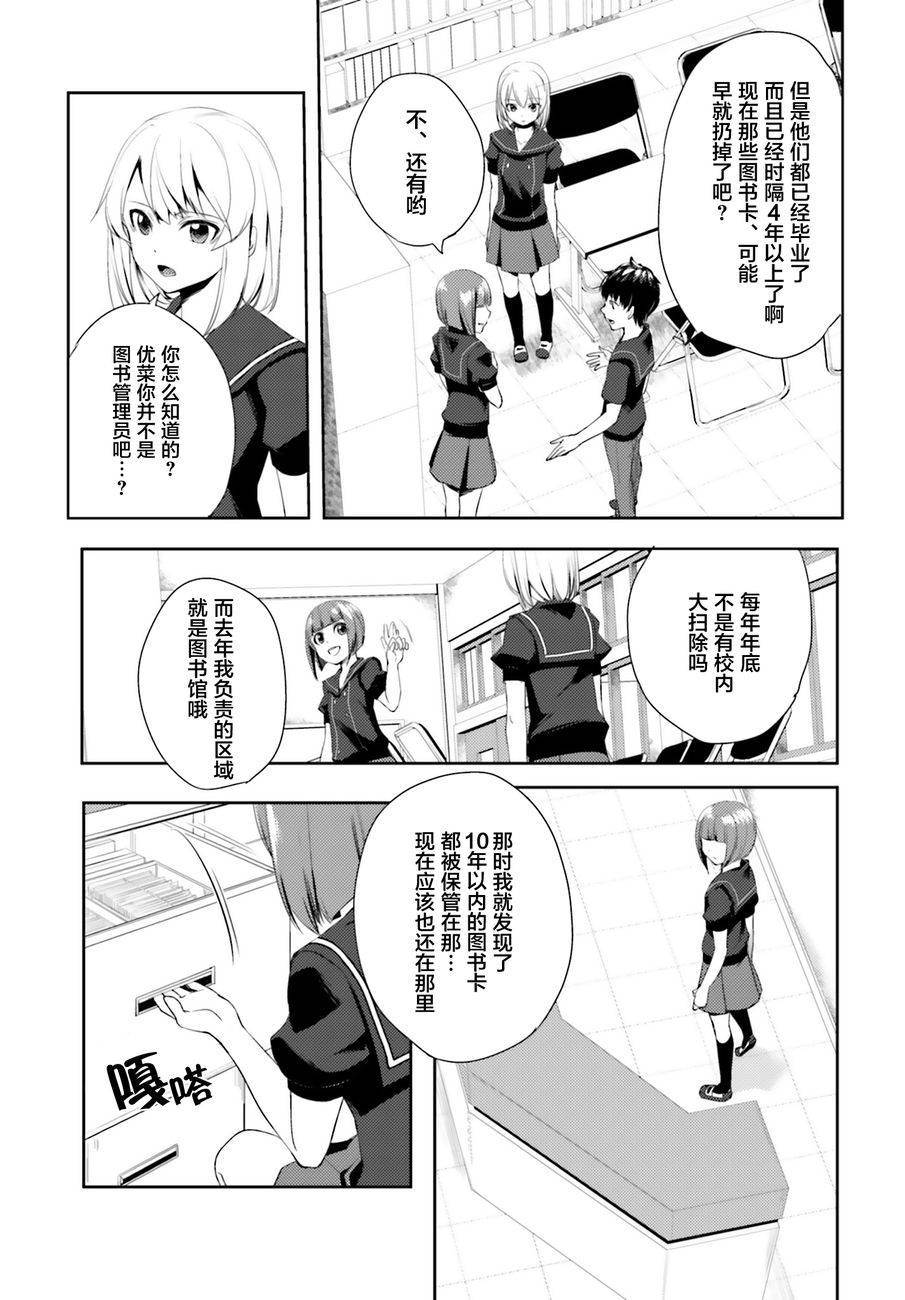 但是他们都已经毕业了
而且已经时隔4年以上了啊
现在那些图书卡、可能
早就扔掉了吧？
不、还有哟
你怎么知道的？
优菜你并不是
图书管理员吧…？
每年年底
不是有校内
大扫除吗
而去年我负责的区域
就是图书馆哦
那时我就发现了
10年以内的图书卡
都被保管在那…
现在应该也还在那里
嘎嗒